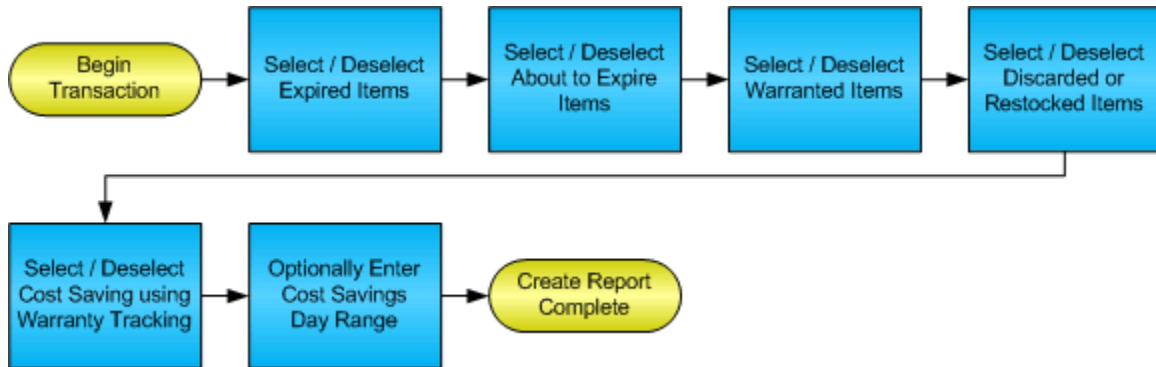 Begin
Transaction
Select / Deselect
Expired Items
Select / Deselect
About to Expire
Items
Select / Deselect
Warranted Items
Select / Deselect
Discarded or
Restocked Items
Select / Deselect
Cost Saving using
Warranty Tracking
Optionally Enter
Cost Savings
Day Range
Create Report
Complete